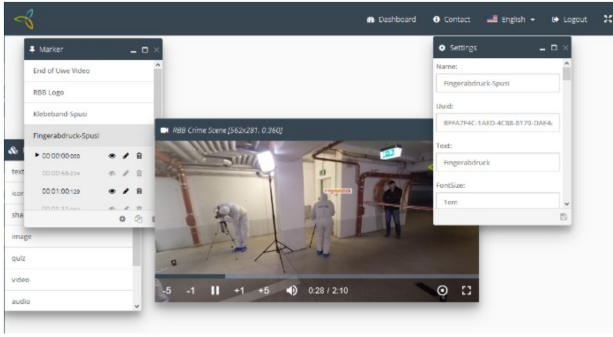 Dashboard
Contact
English
Logout
Marker
End of Uwe Video
RBB Logo
Klebeband-Spusi
Fingerabdruck-Spusi
00:00:00:000
00:01:00:129
text
icon
image
quiz
video
audio
RBB Crime Scene [562x281, 0.360]
-5 -1 +1 +5 0:28 / 2:10
Settings
Name:
Fingerabdruck-Spusi
Uuid:
Text:
Fingerabdruck
FontSize:
1em